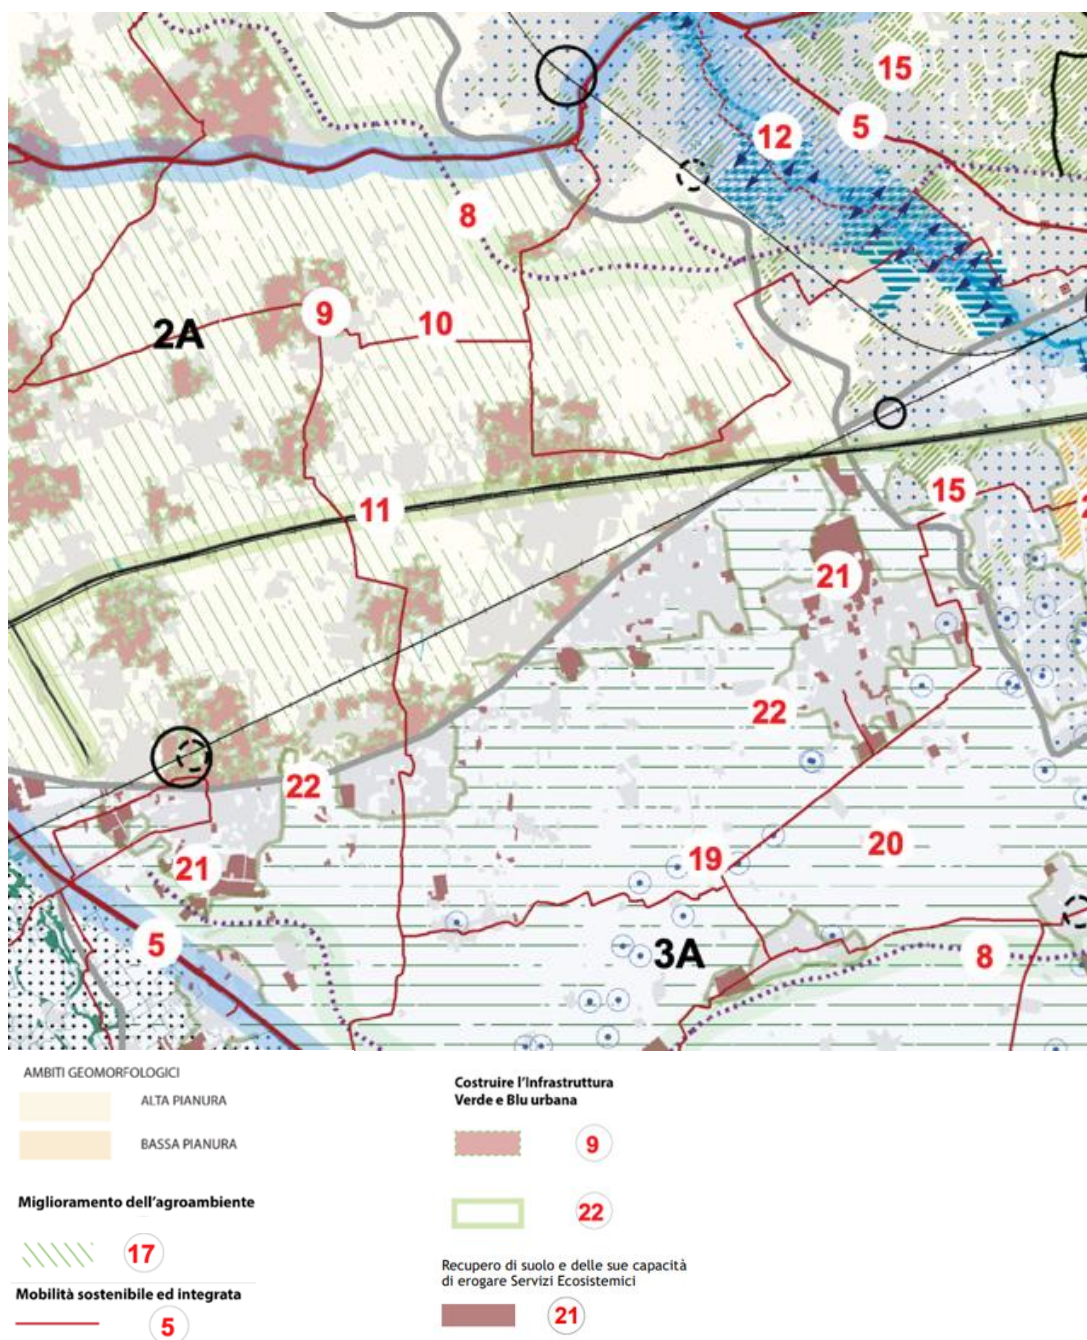 15
12
5
8
9
10
2A
11
15
21
22
22
20
19
21
5
3A
8
AMBITI GEOMORFOLOGICI
ALTA PIANURA
BASSA PIANURA
Miglioramento dell'agroambiente
17
Mobilità sostenibile ed integrata
5
Costruire l'Infrastruttura
Verde e Blu urbana
9
22
Recupero di suolo e delle sue capacità
di erogare Servizi Ecosistemici
21